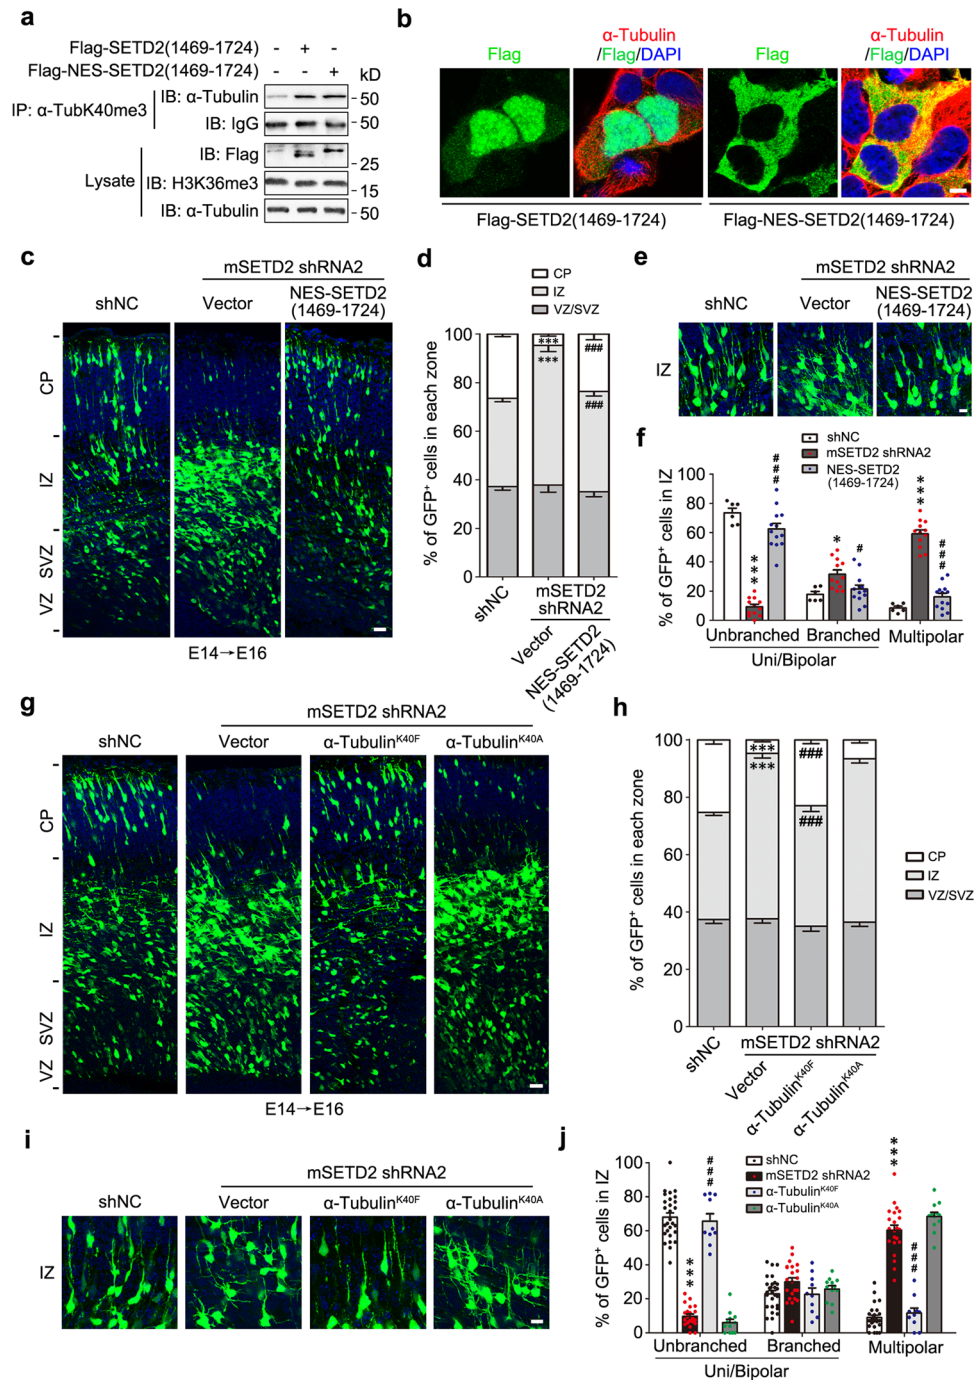 a
Flag-SETD2(1469-1724) - + -
Flag-NES-SETD2(1469-1724) - - +
kD
IP: α-TubK40me3
IB: α-Tubulin
50
IB: IgG
50
Lysate
IB: Flag
25
IB: H3K36me3
15
IB: α-Tubulin
50
b
Flag
α-Tubulin
/Flag/DAPI
Flag
α-Tubulin
/Flag/DAPI
Flag-SETD2(1469-1724)
Flag-NES-SETD2(1469-1724)
c
mSETD2 shRNA2
shNC
Vector
NES-SETD2
(1469-1724)
CP
IZ
SVZ
VZ
E14→E16
d
CP
IZ
VZ/SVZ
% of GFP⁺ cells in each zone
100
80
60
40
20
0
***
***
###
###
shNC
mSETD2
shRNA2
Vector
NES-SETD2
(1469-1724)
e
mSETD2 shRNA2
shNC
Vector
NES-SETD2
(1469-1724)
IZ
f
shNC
mSETD2 shRNA2
NES-SETD2
(1469-1724)
% of GFP⁺ cells in IZ
100
80
60
40
20
0
***
###
*
#
***
###
Unbranched
Branched
Multipolar
Uni/Bipolar
g
mSETD2 shRNA2
shNC
Vector
α-Tubulinᴷ⁴⁰ᶠ
α-Tubulinᴷ⁴⁰ᴬ
CP
IZ
SVZ
VZ
E14→E16
h
% of GFP⁺ cells in each zone
100
80
60
40
20
0
***
***
###
###
CP
IZ
VZ/SVZ
shNC
mSETD2 shRNA2
Vector
α-Tubulinᴷ⁴⁰ᶠ
α-Tubulinᴷ⁴⁰ᴬ
i
mSETD2 shRNA2
shNC
Vector
α-Tubulinᴷ⁴⁰ᶠ
α-Tubulinᴷ⁴⁰ᴬ
IZ
j
shNC
mSETD2 shRNA2
α-Tubulinᴷ⁴⁰ᶠ
α-Tubulinᴷ⁴⁰ᴬ
% of GFP⁺ cells in IZ
100
80
60
40
20
0
***
###
***
###
Unbranched
Branched
Multipolar
Uni/Bipolar